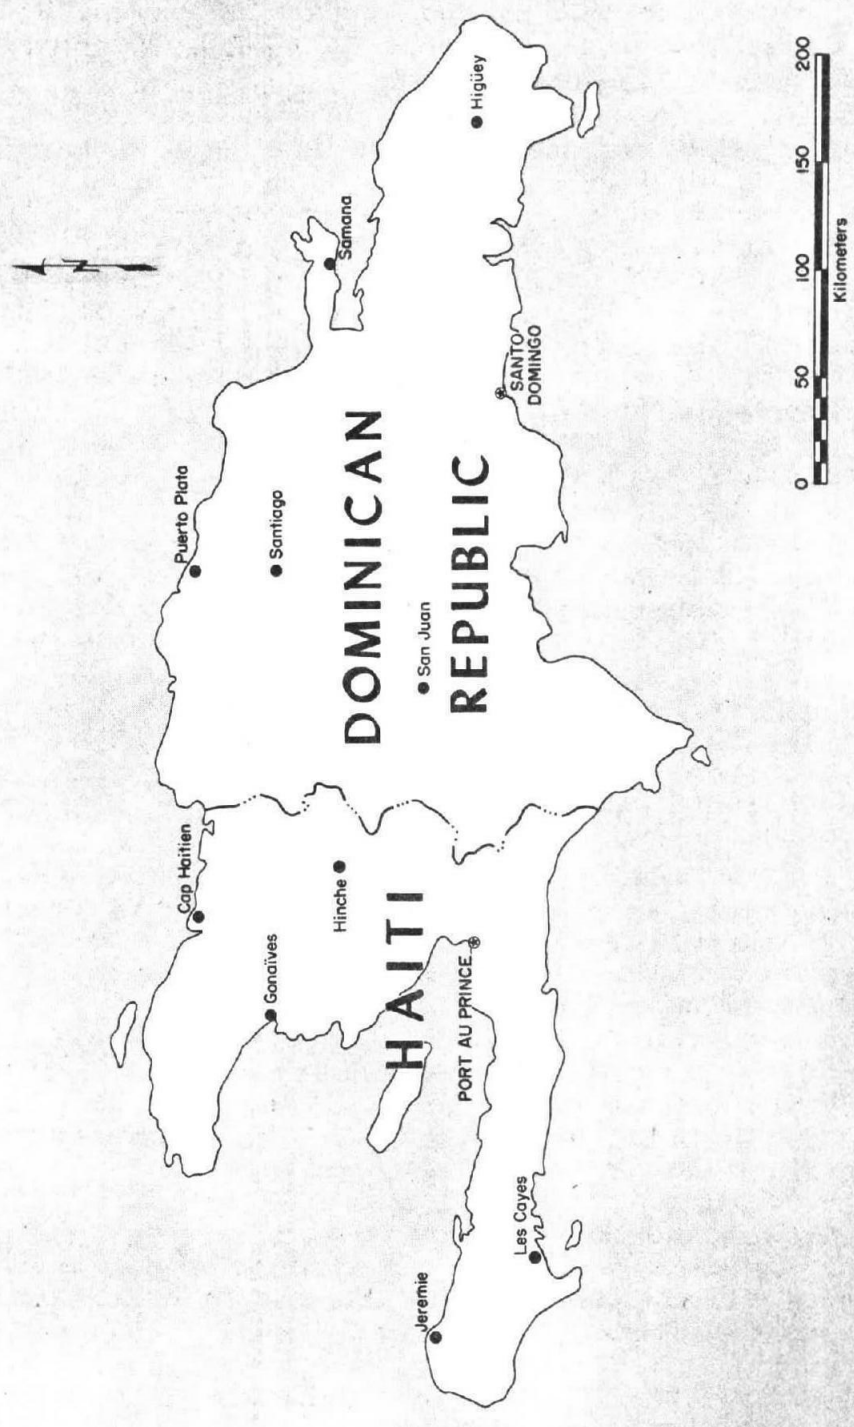 N
Puerto Plata
Cap Haitien
Santiago
Gonaïves
Samana
Hinche
DOMINICAN
HAITI
San Juan
REPUBLIC
Higüey
PORT AU PRINCE
Jeremie
SANTO
DOMINGO
Les Cayes
0 50 100 150 200
Kilometers